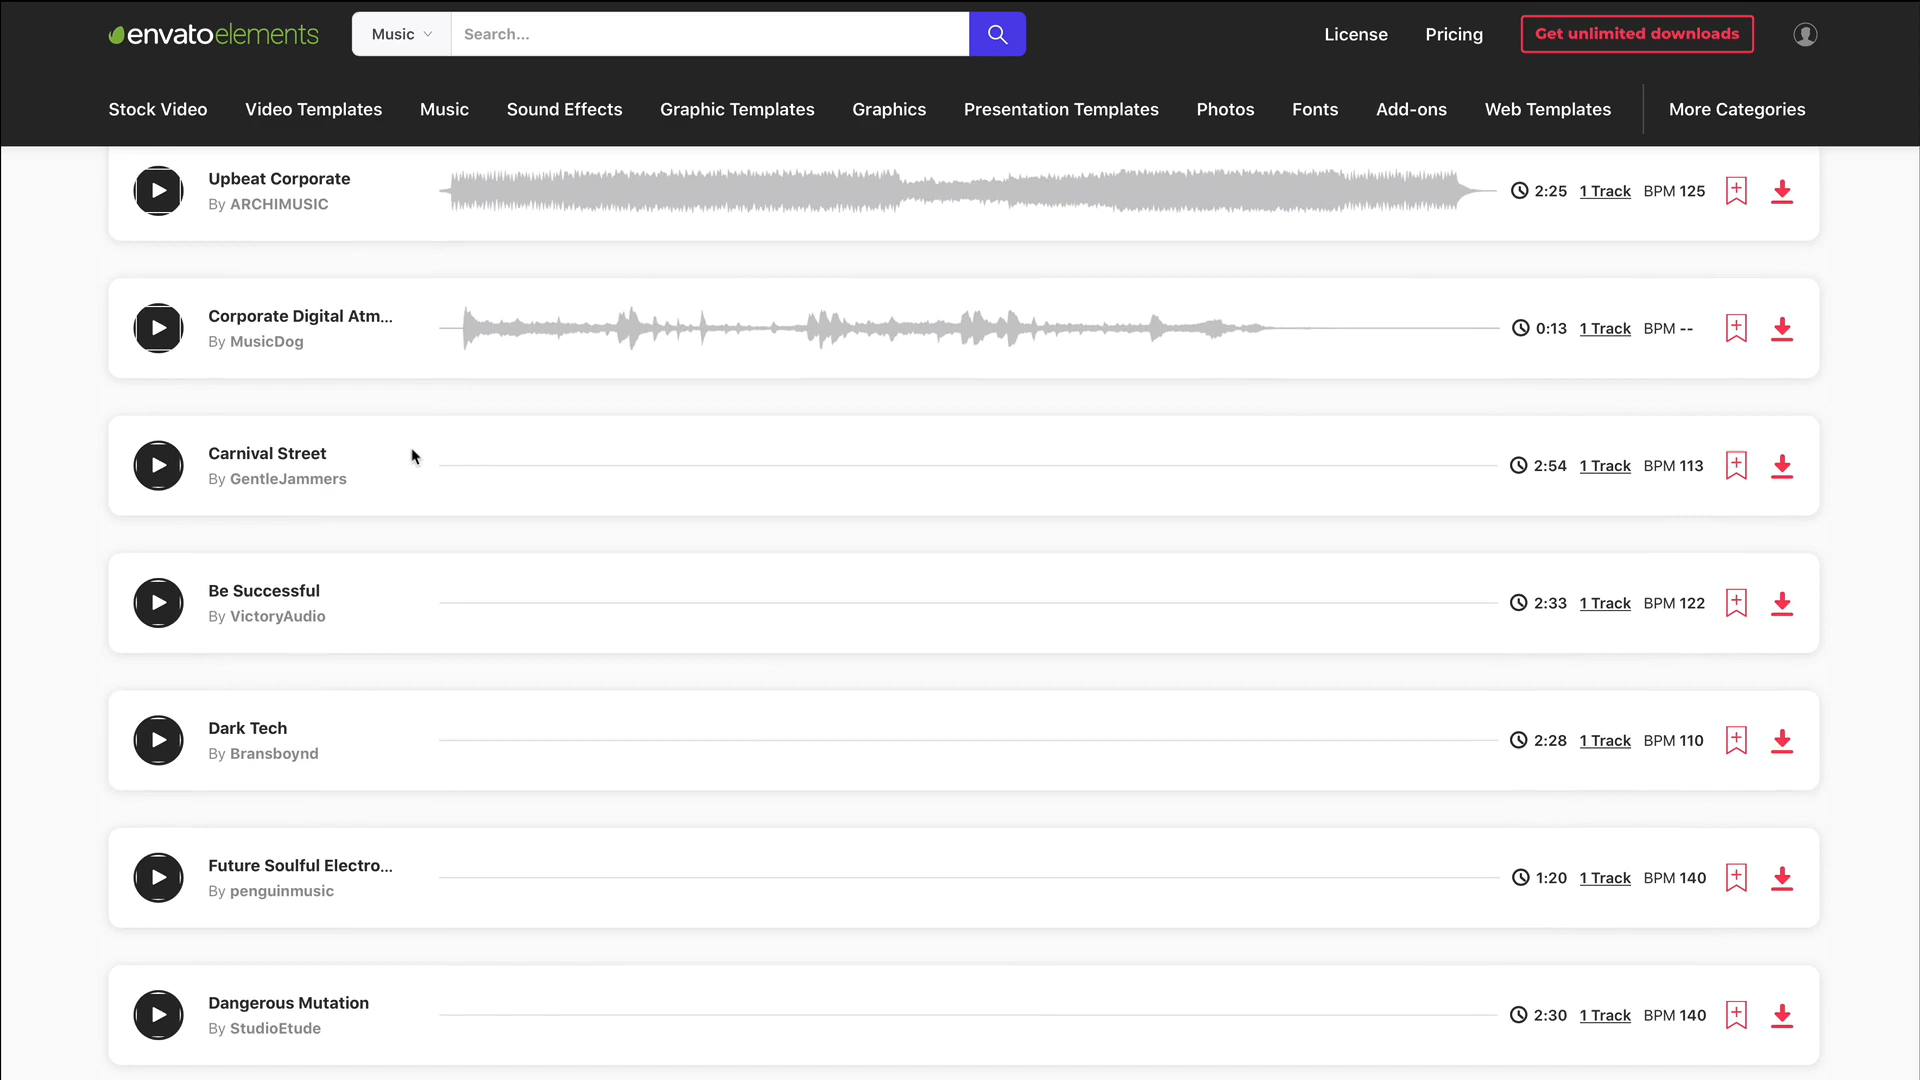 envato elements
Music
Search...
License
Pricing
Get unlimited downloads
Stock Video
Video Templates
Music
Sound Effects
Graphic Templates
Graphics
Presentation Templates
Photos
Fonts
Add-ons
Web Templates
More Categories
Upbeat Corporate
By ARCHIMUSIC
2:25 1 Track BPM 125
Corporate Digital Atm...
By MusicDog
0:13 1 Track BPM --
Carnival Street
By GentleJammers
2:54 1 Track BPM 113
Be Successful
By VictoryAudio
2:33 1 Track BPM 122
Dark Tech
By Bransboynd
2:28 1 Track BPM 110
Future Soulful Electro...
By penguinmusic
1:20 1 Track BPM 140
Dangerous Mutation
By StudioEtude
2:30 1 Track BPM 140